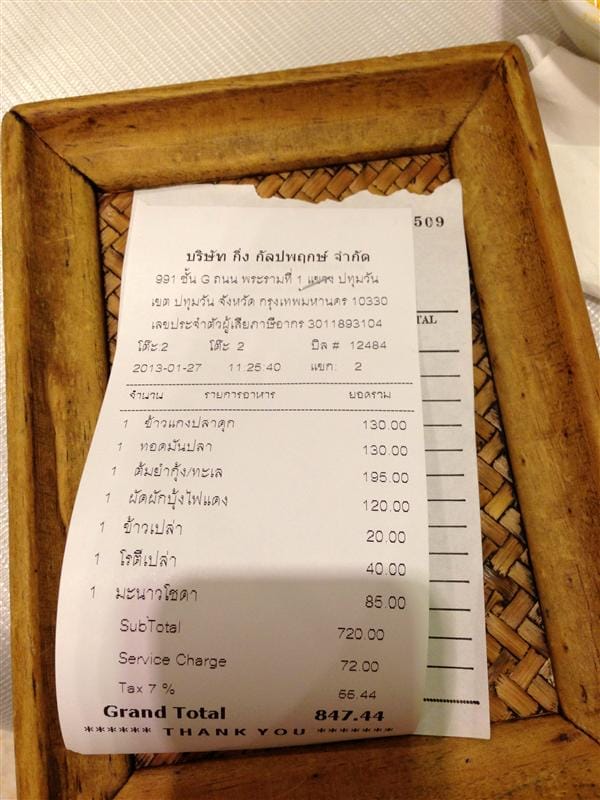 509
TAL
บริษัท กิ่ง กัลปพฤกษ์ จำกัด
991 ชั้น G ถนน พระรามที่ 1 แขวง ปทุมวัน
เขต ปทุมวัน จังหวัด กรุงเทพมหานคร 10330
เลขประจำตัวผู้เสียภาษีอากร 3011893104
โต๊ะ:2 โต๊ะ 2 บิล # 12484
2013-01-27 11:25:40 แขก: 2
จำนวน รายการอาหาร ยอดรวม
1 ข้าวแกงปลาดุก 130.00
1 ทอดมันปลา 130.00
1 ต้มยำกุ้ง/ทะเล 195.00
1 ผัดผักบุ้งไฟแดง 120.00
1 ข้าวเปล่า 20.00
1 โรตีเปล่า 40.00
1 มะนาวโซดา 85.00
SubTotal 720.00
Service Charge 72.00
Tax 7 % 55.44
Grand Total 847.44
****** THANK YOU *******